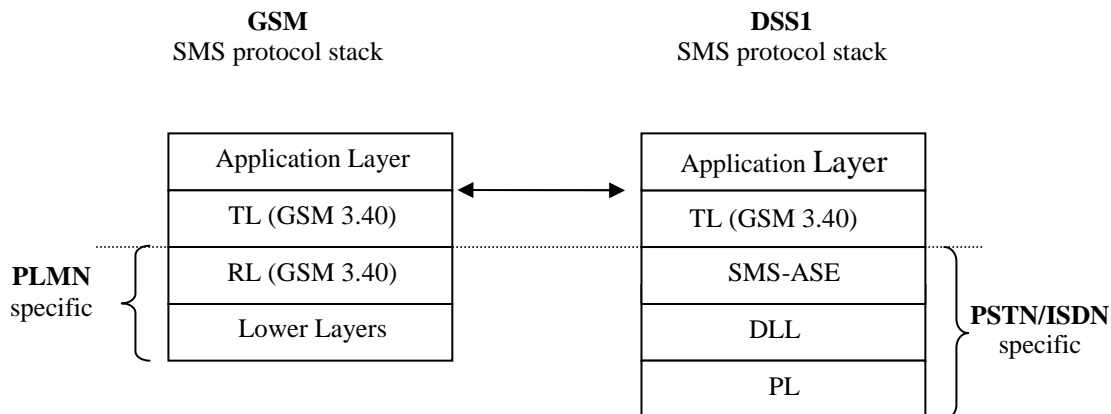 GSM
SMS protocol stack
DSS1
SMS protocol stack
Application Layer
TL (GSM 3.40)
RL (GSM 3.40)
Lower Layers
PLMN
specific
Application Layer
TL (GSM 3.40)
SMS-ASE
DLL
PL
PSTN/ISDN
specific